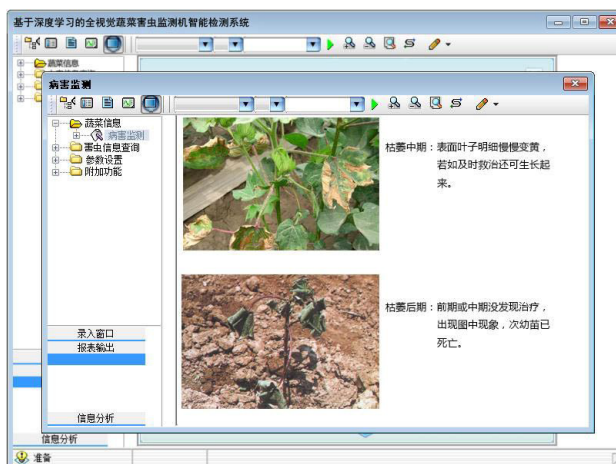 基于深度学习的全视觉蔬菜害虫监测机智能检测系统
蔬菜信息
病害监测
蔬菜信息
病害监测
害虫信息查询
参数设置
附加功能
录入窗口
报表输出
信息分析
枯萎中期：表面叶子明细慢慢变黄，
若如及时救治还可生长起
来。
枯萎后期：前期或中期没发现治疗，
出现图中现象，次幼苗已
死亡。
信息分析
准备